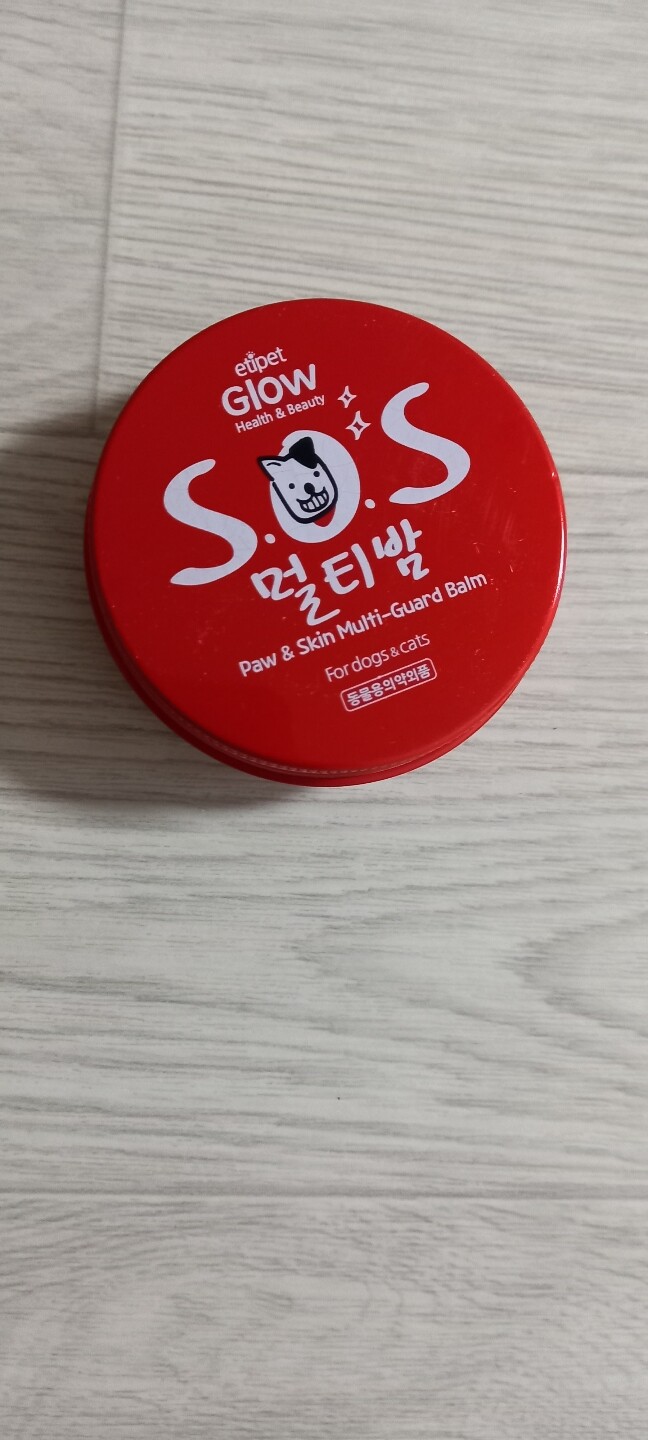 etipet
Glow
Health & Beauty
S.O.S
멀티밤
Paw & Skin Multi-Guard Balm
For dogs & cats
동물용의약외품